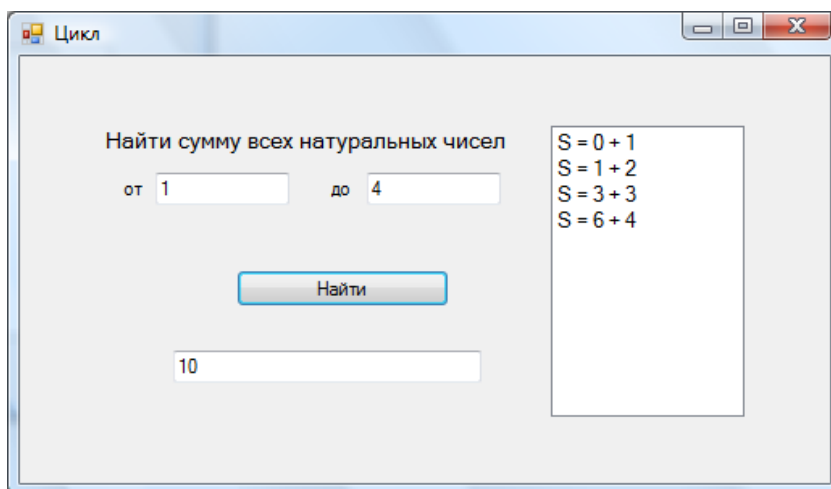 Цикл
Найти сумму всех натуральных чисел
от 1 до 4
Найти
10
S = 0 + 1
S = 1 + 2
S = 3 + 3
S = 6 + 4